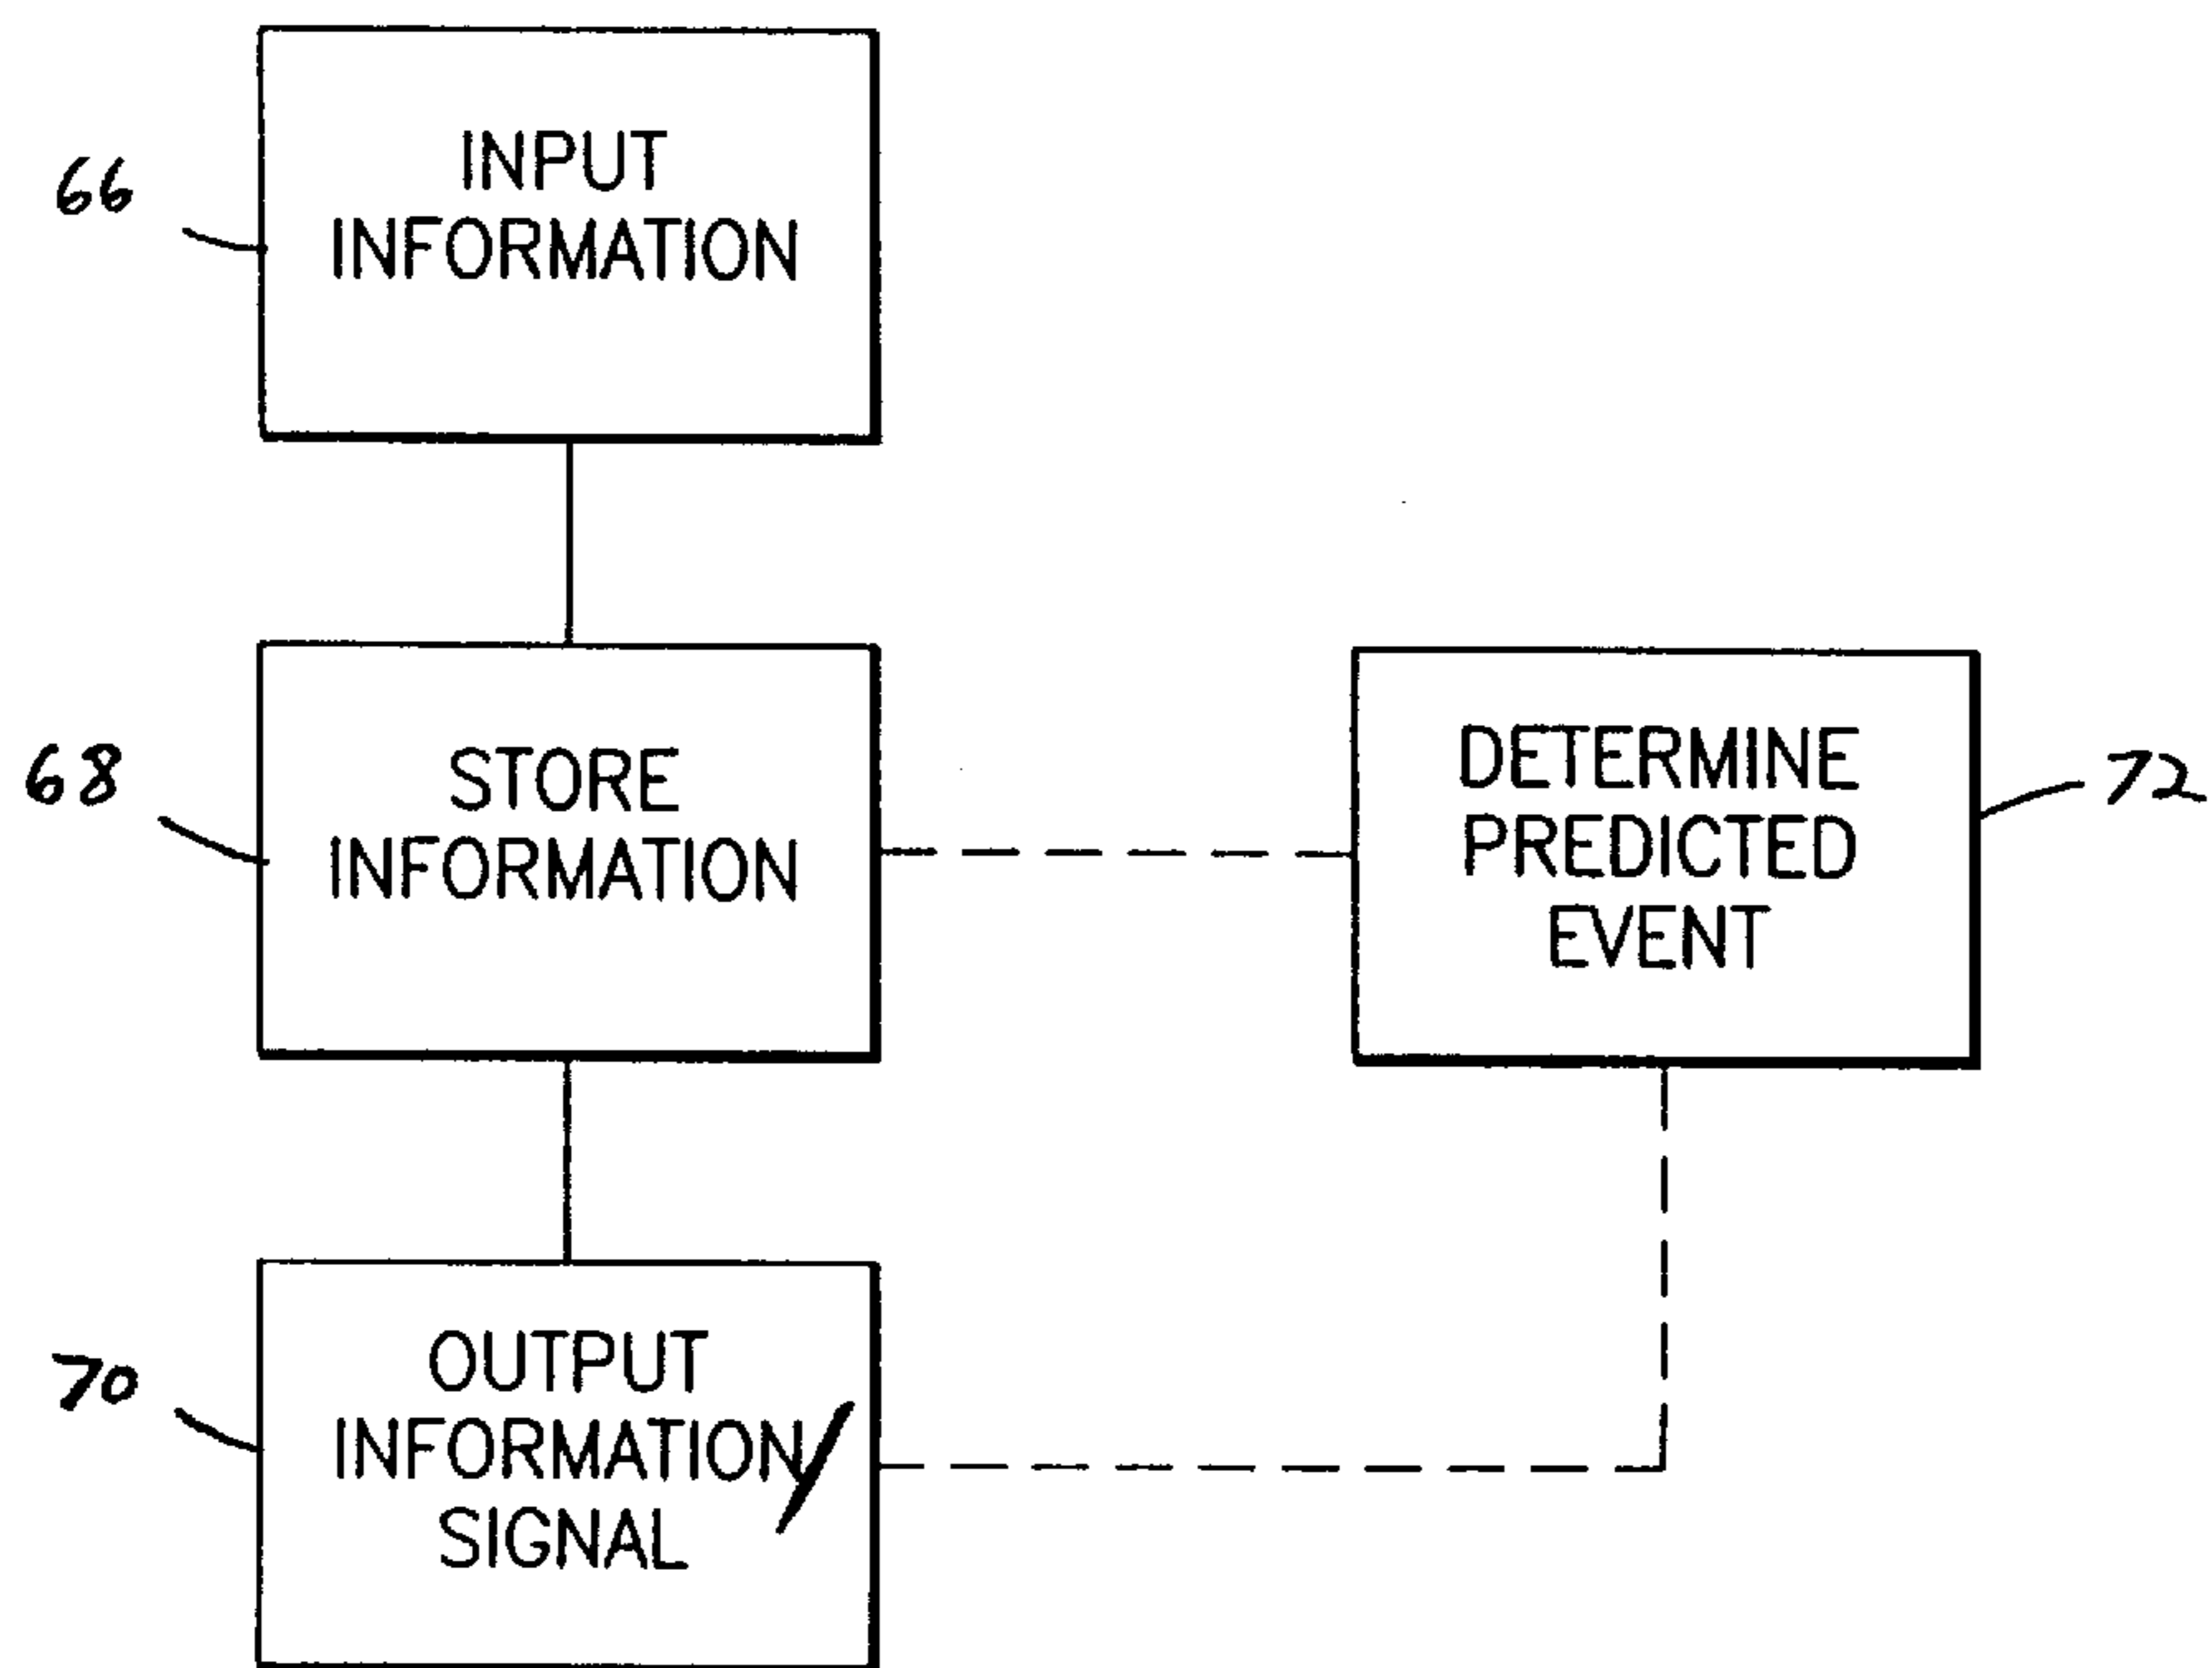 66
INPUT
INFORMATION
68
STORE
INFORMATION
DETERMINE
PREDICTED
EVENT
72
70
OUTPUT
INFORMATION/
SIGNAL